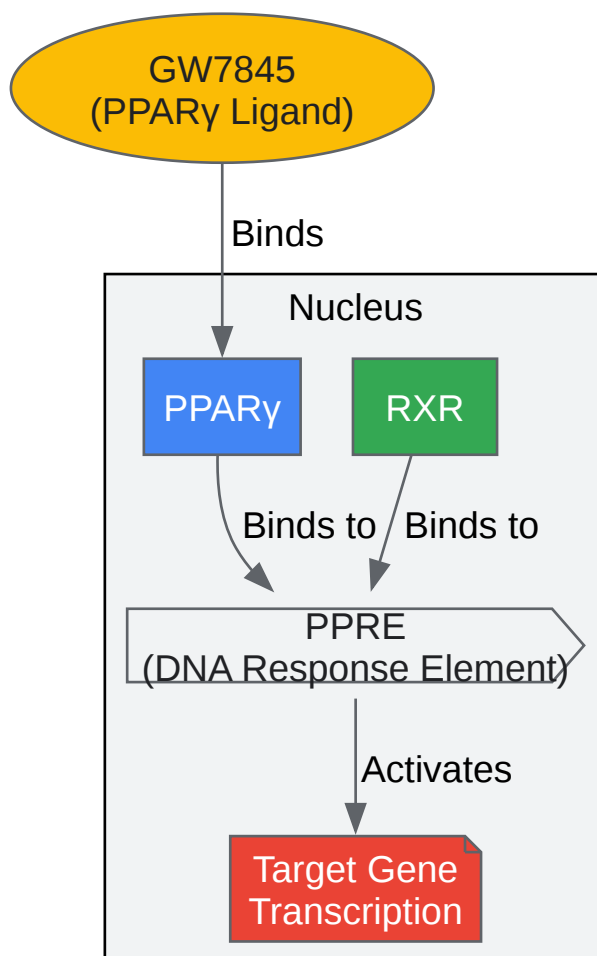 GW7845
(PPARγ Ligand)
Binds
Nucleus
PPARγ
RXR
Binds to
Binds to
PPRE
(DNA Response Element)
Activates
Target Gene
Transcription